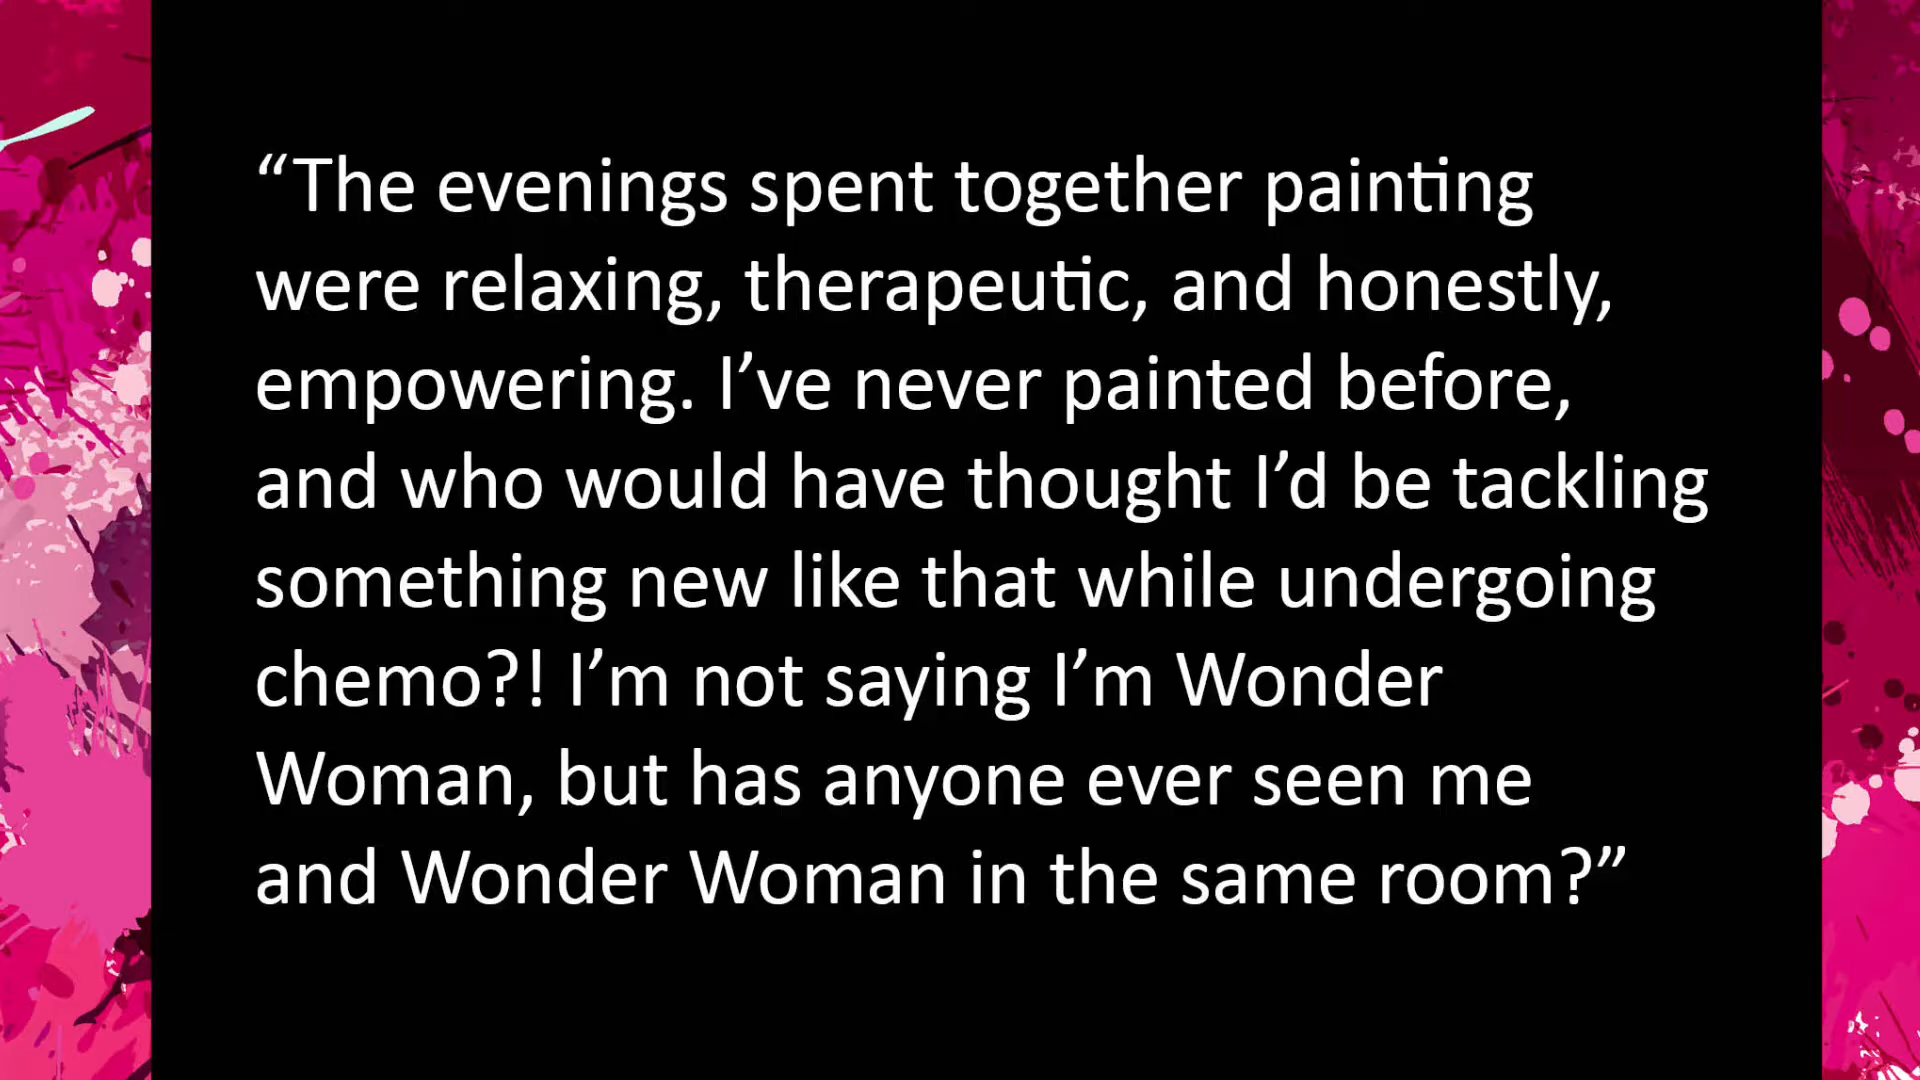 “The evenings spent together painting
were relaxing, therapeutic, and honestly,
empowering. I’ve never painted before,
and who would have thought I’d be tackling
something new like that while undergoing
chemo?! I’m not saying I’m Wonder
Woman, but has anyone ever seen me
and Wonder Woman in the same room?”